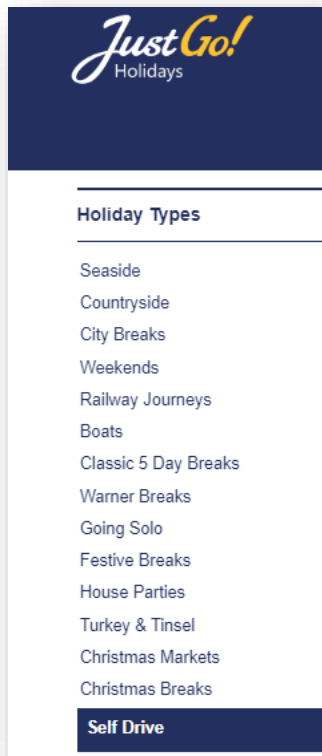 Just Go!
Holidays
Holiday Types
Seaside
Countryside
City Breaks
Weekends
Railway Journeys
Boats
Classic 5 Day Breaks
Warner Breaks
Going Solo
Festive Breaks
House Parties
Turkey & Tinsel
Christmas Markets
Christmas Breaks
Self Drive